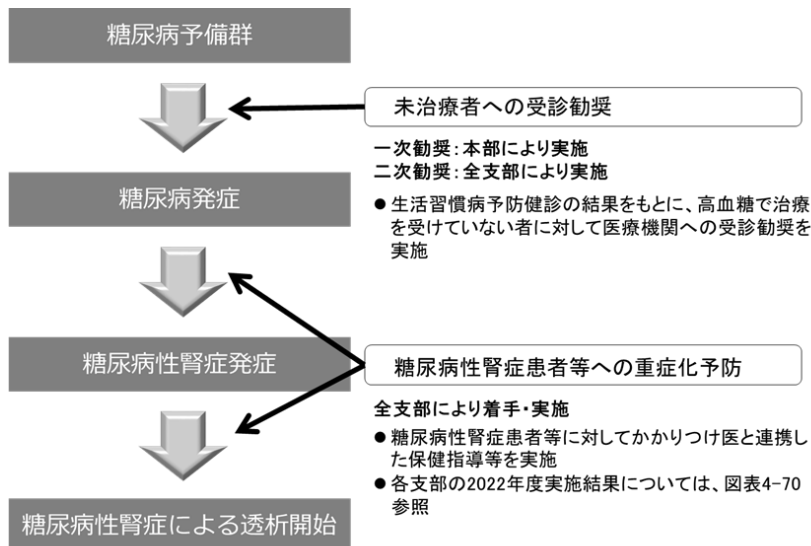 糖尿病予備群
未治療者への受診勧奨
一次勧奨：本部により実施
二次勧奨：全支部により実施
糖尿病発症
●生活習慣病予防健診の結果をもとに、高血糖で治療
を受けていない者に対して医療機関への受診勧奨を
実施
糖尿病性腎症発症
糖尿病性腎症患者等への重症化予防
全支部により着手・実施
●糖尿病性腎症患者等に対してかかりつけ医と連携し
た保健指導等を実施
●各支部の2022年度実施結果については、図表4-70
参照
糖尿病性腎症による透析開始